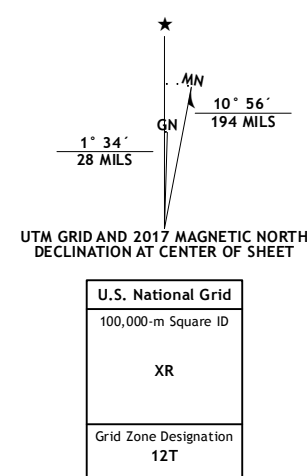 ★
MN
10° 56´
194 MILS
GN
1° 34´
28 MILS
UTM GRID AND 2017 MAGNETIC NORTH
DECLINATION AT CENTER OF SHEET
U.S. National Grid
100,000-m Square ID
XR
Grid Zone Designation
12T